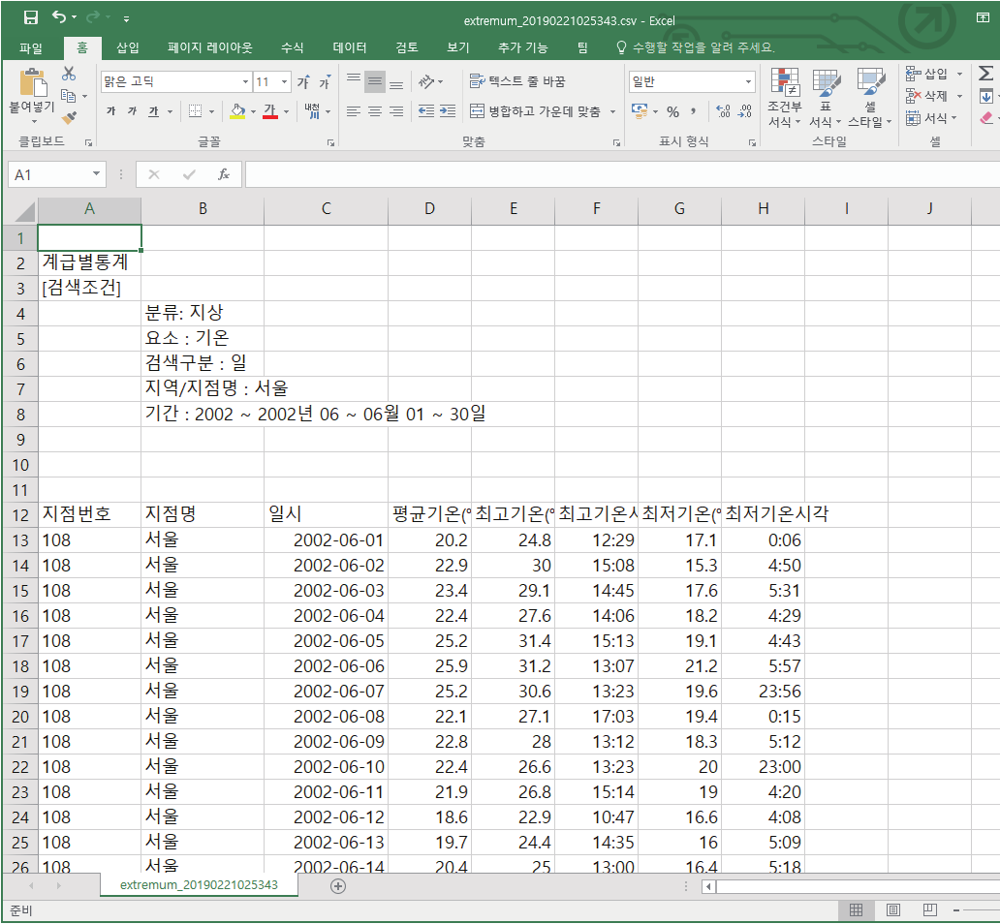 extremum_20190221025343.csv - Excel
파일 홈 삽입 페이지 레이아웃 수식 데이터 검토 보기 추가 기능 팀 수행할 작업을 알려 주세요.
붙여넣기
맑은 고딕 11
가 가 가 내천
텍스트 줄 바꿈
병합하고 가운데 맞춤
일반
% ,
조건부 서식
표 서식
셀 스타일
삽입
삭제
서식
클립보드 글꼴 맞춤 표시 형식 스타일 셀
A1 fx
A B C D E F G H I J
1
2 계급별통계
3 [검색조건]
4 분류: 지상
5 요소 : 기온
6 검색구분 : 일
7 지역/지점명 : 서울
8 기간 : 2002 ~ 2002년 06 ~ 06월 01 ~ 30일
9
10
11
12 지점번호 지점명 일시 평균기온(° 최고기온(° 최고기온시 최저기온(° 최저기온시각
13 108 서울 2002-06-01 20.2 24.8 12:29 17.1 0:06
14 108 서울 2002-06-02 22.9 30 15:08 15.3 4:50
15 108 서울 2002-06-03 23.4 29.1 14:45 17.6 5:31
16 108 서울 2002-06-04 22.4 27.6 14:06 18.2 4:29
17 108 서울 2002-06-05 25.2 31.4 15:13 19.1 4:43
18 108 서울 2002-06-06 25.9 31.2 13:07 21.2 5:57
19 108 서울 2002-06-07 25.2 30.6 13:23 19.6 23:56
20 108 서울 2002-06-08 22.1 27.1 17:03 19.4 0:15
21 108 서울 2002-06-09 22.8 28 13:12 18.3 5:12
22 108 서울 2002-06-10 22.4 26.6 13:23 20 23:00
23 108 서울 2002-06-11 21.9 26.8 15:14 19 4:20
24 108 서울 2002-06-12 18.6 22.9 10:47 16.6 4:08
25 108 서울 2002-06-13 19.7 24.4 14:35 16 5:09
26 108 서울 2002-06-14 20.4 25 13:00 16.4 5:18
extremum_20190221025343
준비